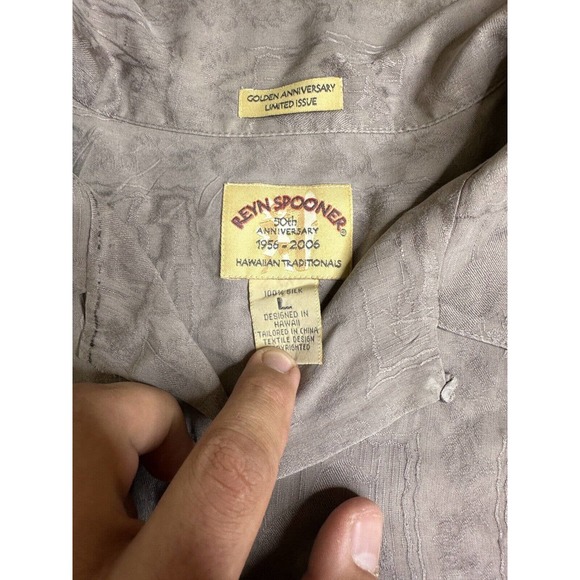 GOLDEN ANNIVERSARY
LIMITED ISSUE
REYN SPOONER®
50th
ANNIVERSARY
1956 - 2006
HAWAIIAN TRADITIONALS
100% SILK
L
DESIGNED IN
HAWAII
TAILORED IN CHINA
TEXTILE DESIGN